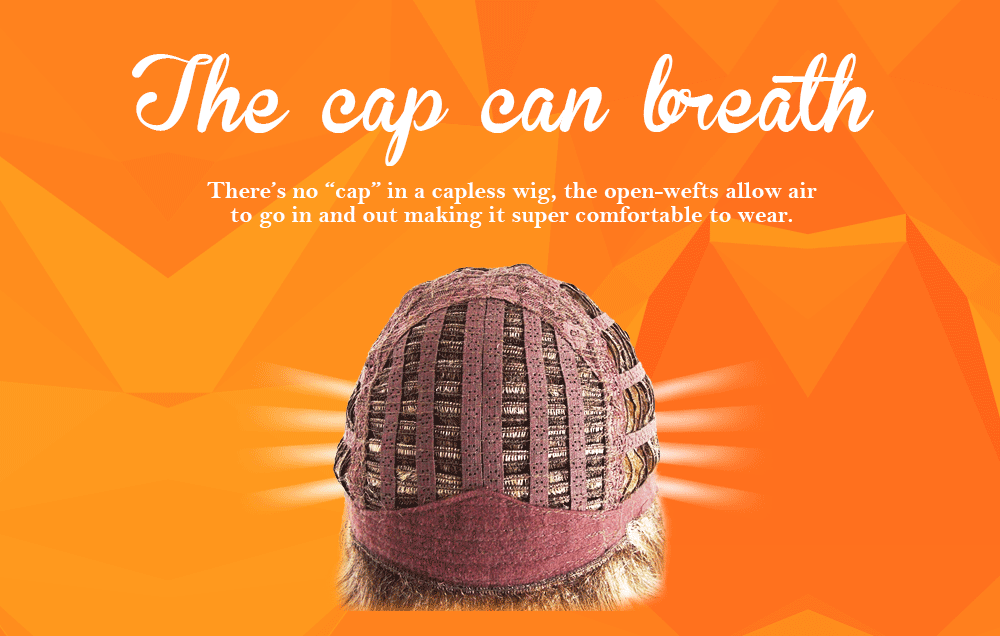 The cap can breath
There's no “cap” in a capless wig, the open-wefts allow air
to go in and out making it super comfortable to wear.